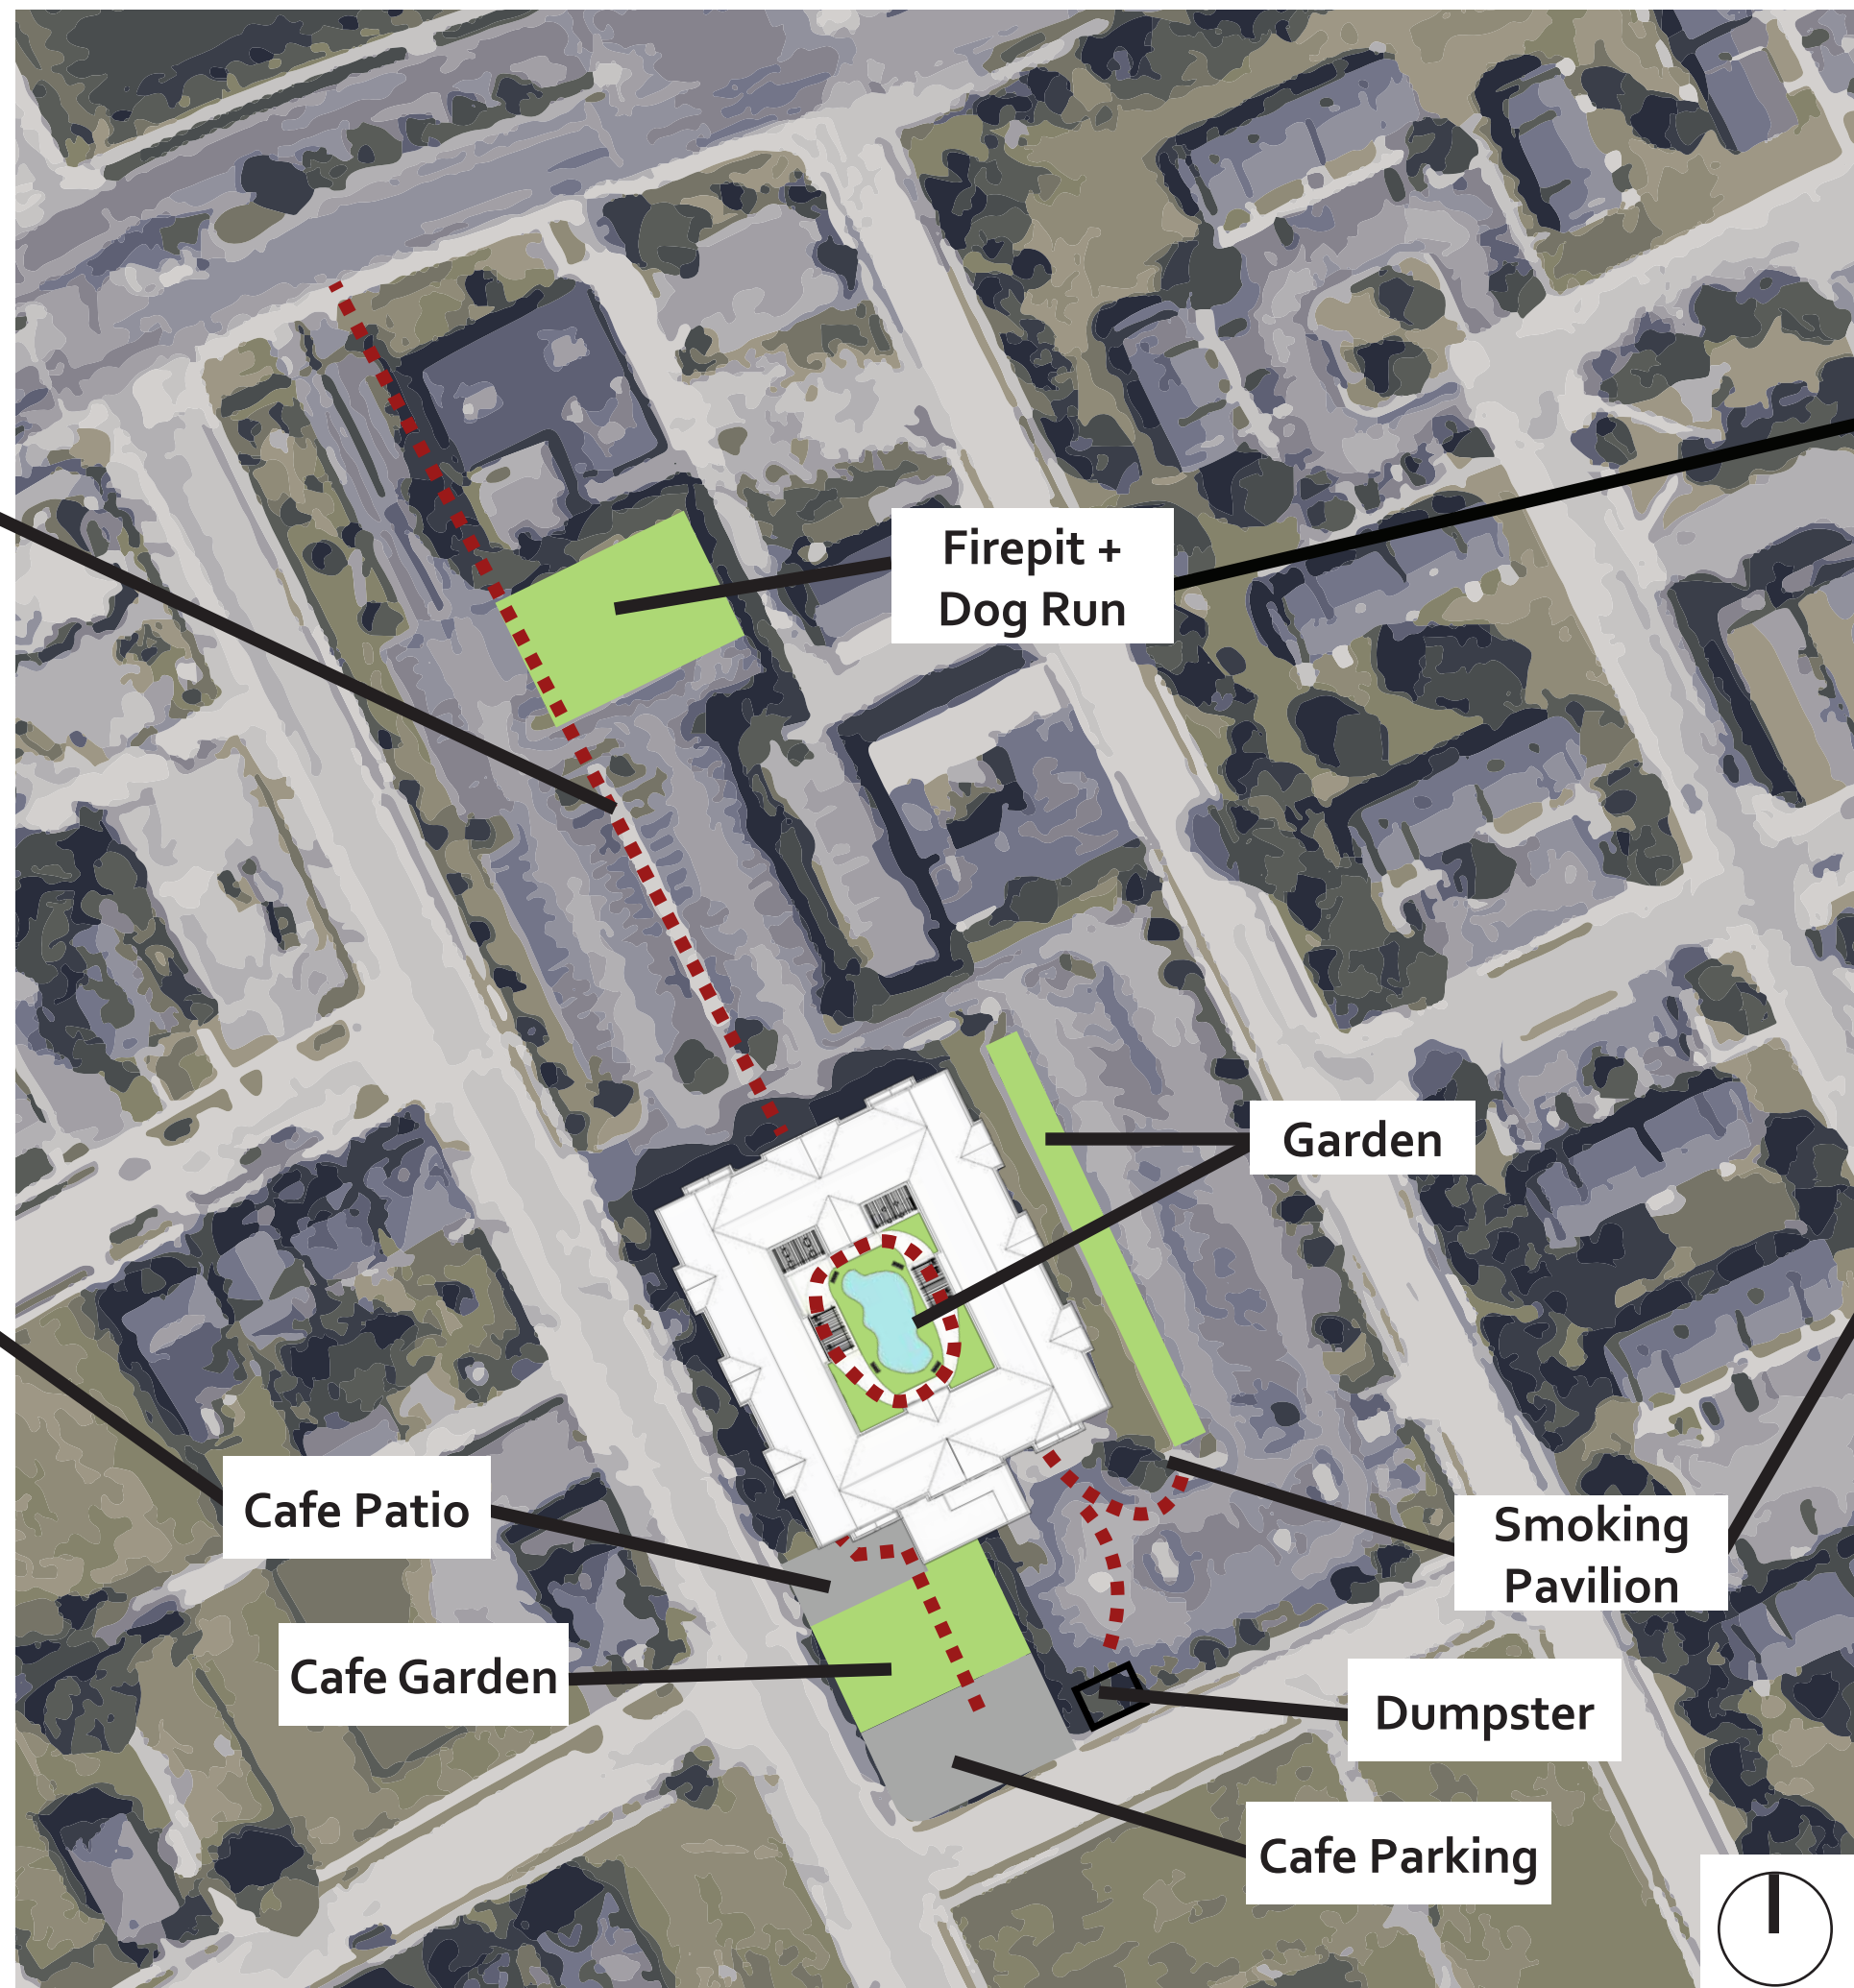 Firepit +
Dog Run
Garden
Cafe Patio
Smoking
Pavilion
Cafe Garden
Dumpster
Cafe Parking